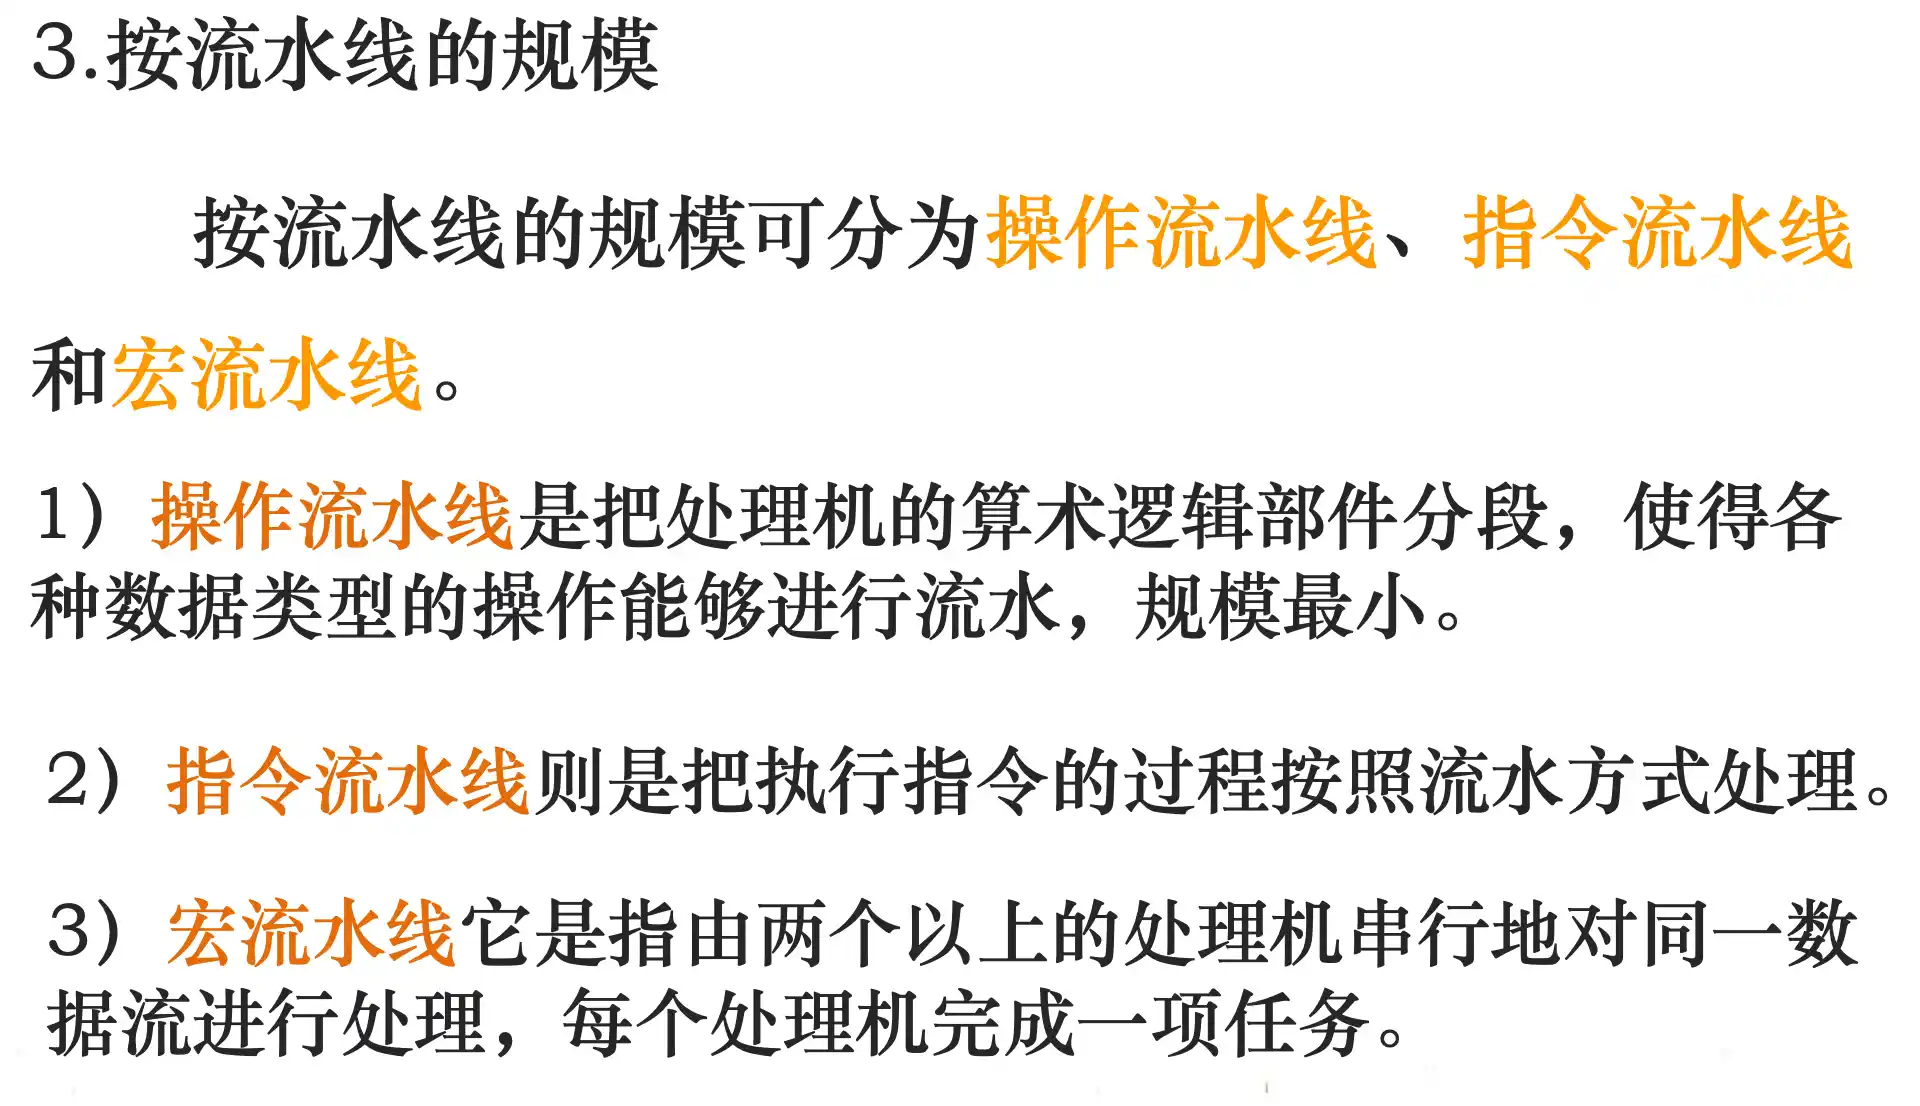 3.按流水线的规模
按流水线的规模可分为操作流水线、指令流水线
和宏流水线。
1）操作流水线是把处理机的算术逻辑部件分段，使得各
种数据类型的操作能够进行流水，规模最小。
2）指令流水线则是把执行指令的过程按照流水方式处理。
3）宏流水线它是指由两个以上的处理机串行地对同一数
据流进行处理，每个处理机完成一项任务。